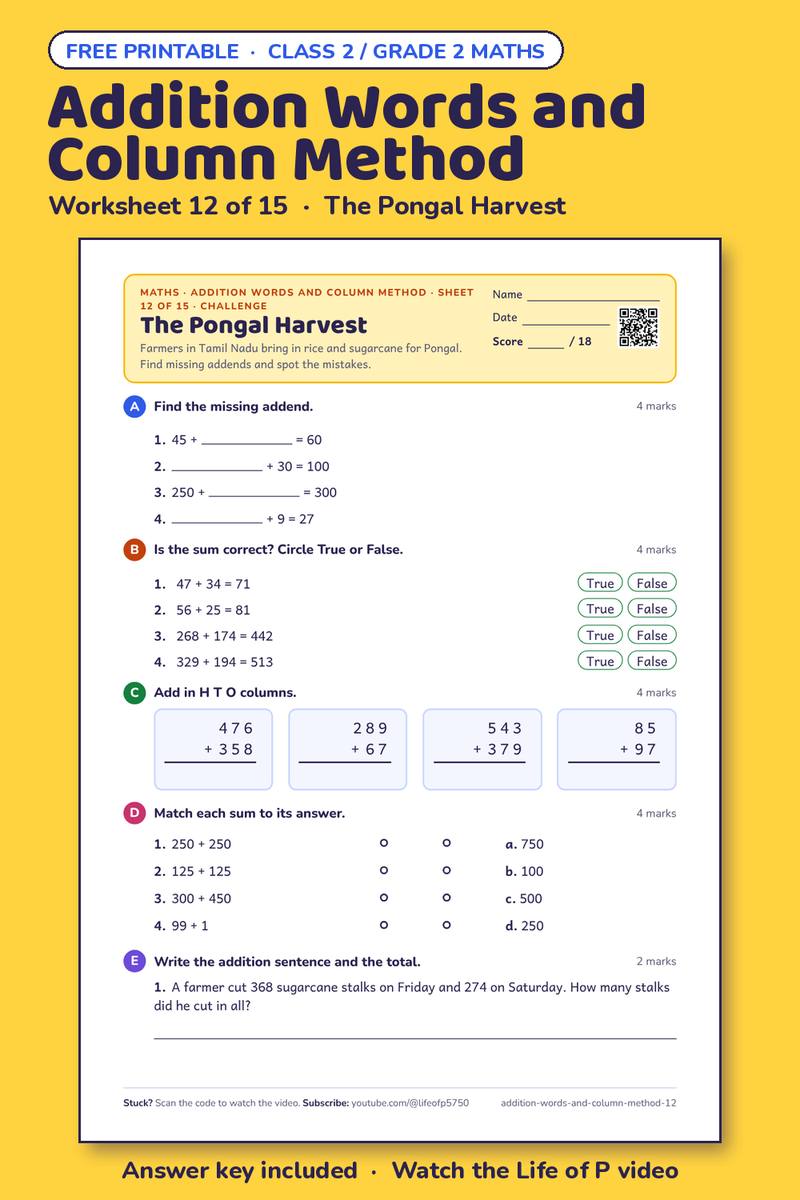 FREE PRINTABLE · CLASS 2 / GRADE 2 MATHS
Addition Words and
Column Method
Worksheet 12 of 15 · The Pongal Harvest
MATHS · ADDITION WORDS AND COLUMN METHOD · SHEET
12 OF 15 · CHALLENGE
The Pongal Harvest
Farmers in Tamil Nadu bring in rice and sugarcane for Pongal.
Find missing addends and spot the mistakes.
Name ____
Date ____
Score ____ / 18
A Find the missing addend. 4 marks
1. 45 + ____ = 60
2. ____ + 30 = 100
3. 250 + ____ = 300
4. ____ + 9 = 27
B Is the sum correct? Circle True or False. 4 marks
1. 47 + 34 = 71 True False
2. 56 + 25 = 81 True False
3. 268 + 174 = 442 True False
4. 329 + 194 = 513 True False
C Add in H T O columns. 4 marks
476 289 543 85
+ 358 + 67 + 379 + 97
D Match each sum to its answer. 4 marks
1. 250 + 250 a. 750
2. 125 + 125 b. 100
3. 300 + 450 c. 500
4. 99 + 1 d. 250
E Write the addition sentence and the total. 2 marks
1. A farmer cut 368 sugarcane stalks on Friday and 274 on Saturday. How many stalks
did he cut in all?
Stuck? Scan the code to watch the video. Subscribe: youtube.com/@lifeofp5750 addition-words-and-column-method-12
Answer key included · Watch the Life of P video